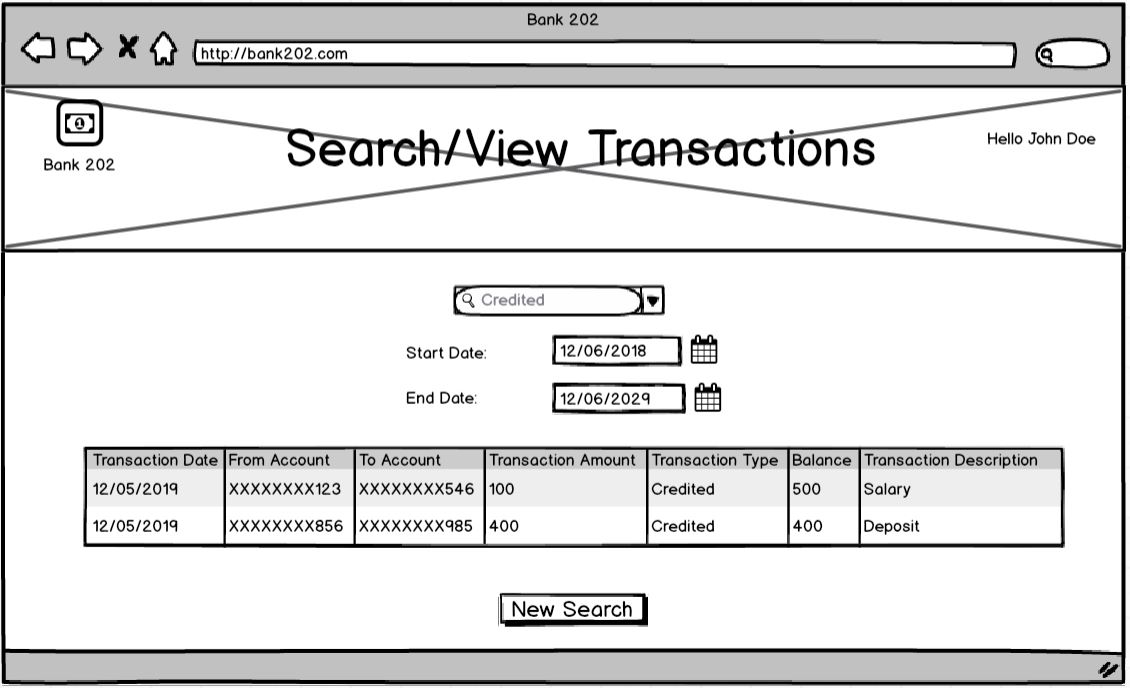 Bank 202
http://bank202.com
Bank 202
Search/View Transactions
Hello John Doe
Credited
Start Date: 12/06/2018
End Date: 12/06/2029
Transaction Date From Account To Account Transaction Amount Transaction Type Balance Transaction Description
12/05/2019 XXXXXXXX123 XXXXXXXX546 100 Credited 500 Salary
12/05/2019 XXXXXXXX856 XXXXXXXX985 400 Credited 400 Deposit
New Search